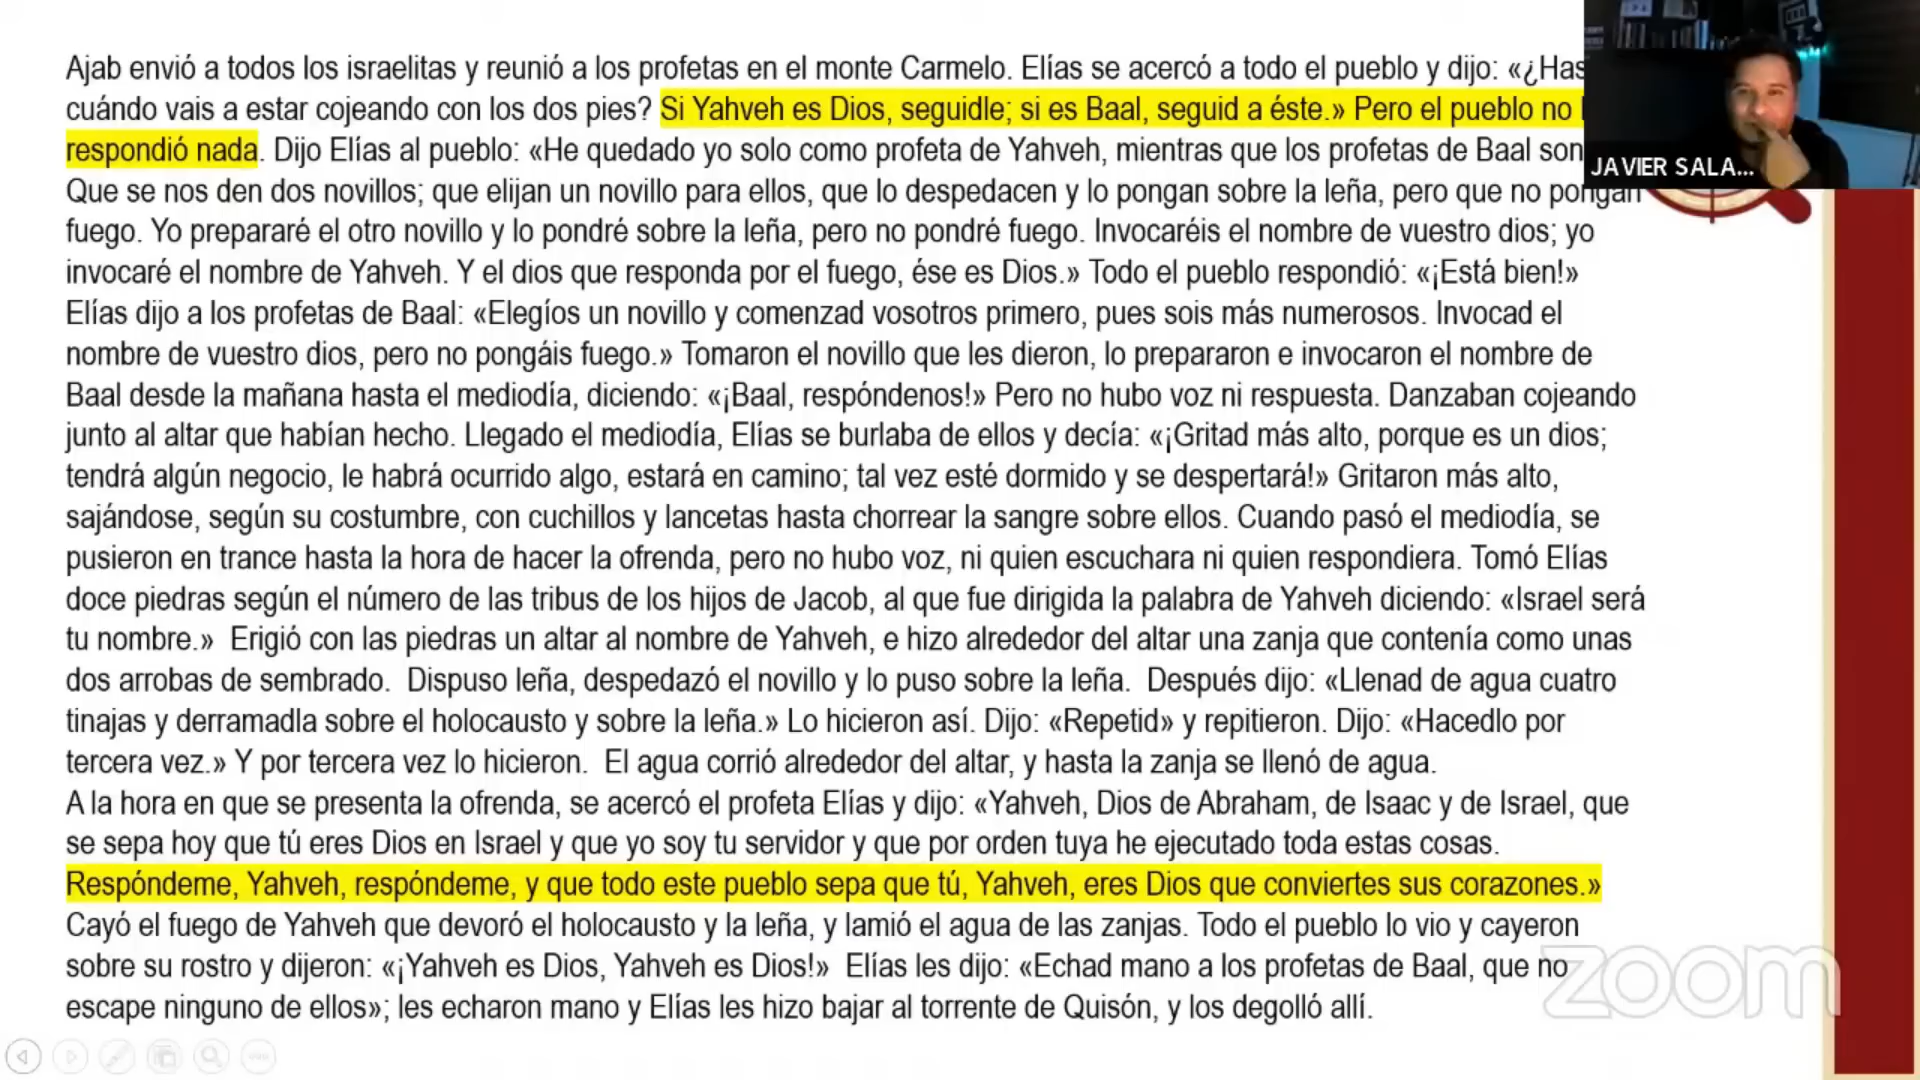 Ajab envió a todos los israelitas y reunió a los profetas en el monte Carmelo. Elías se acercó a todo el pueblo y dijo: «¿Has
cuándo vais a estar cojeando con los dos pies? Si Yahveh es Dios, seguidle; si es Baal, seguid a éste.» Pero el pueblo no
respondió nada. Dijo Elías al pueblo: «He quedado yo solo como profeta de Yahveh, mientras que los profetas de Baal son
JAVIER SALA...
Que se nos den dos novillos; que elijan un novillo para ellos, que lo despedacen y lo pongan sobre la leña, pero que no pongan
fuego. Yo prepararé el otro novillo y lo pondré sobre la leña, pero no pondré fuego. Invocaréis el nombre de vuestro dios; yo
invocaré el nombre de Yahveh. Y el dios que responda por el fuego, ése es Dios.» Todo el pueblo respondió: «¡Está bien!»
Elías dijo a los profetas de Baal: «Elegíos un novillo y comenzad vosotros primero, pues sois más numerosos. Invocad el
nombre de vuestro dios, pero no pongáis fuego.» Tomaron el novillo que les dieron, lo prepararon e invocaron el nombre de
Baal desde la mañana hasta el mediodía, diciendo: «¡Baal, respóndenos!» Pero no hubo voz ni respuesta. Danzaban cojeando
junto al altar que habían hecho. Llegado el mediodía, Elías se burlaba de ellos y decía: «¡Gritad más alto, porque es un dios;
tendrá algún negocio, le habrá ocurrido algo, estará en camino; tal vez esté dormido y se despertará!» Gritaron más alto,
sajándose, según su costumbre, con cuchillos y lancetas hasta chorrear la sangre sobre ellos. Cuando pasó el mediodía, se
pusieron en trance hasta la hora de hacer la ofrenda, pero no hubo voz, ni quien escuchara ni quien respondiera. Tomó Elías
doce piedras según el número de las tribus de los hijos de Jacob, al que fue dirigida la palabra de Yahveh diciendo: «Israel será
tu nombre.»  Erigió con las piedras un altar al nombre de Yahveh, e hizo alrededor del altar una zanja que contenía como unas
dos arrobas de sembrado.  Dispuso leña, despedazó el novillo y lo puso sobre la leña.  Después dijo: «Llenad de agua cuatro
tinajas y derramadla sobre el holocausto y sobre la leña.» Lo hicieron así. Dijo: «Repetid» y repitieron. Dijo: «Hacedlo por
tercera vez.» Y por tercera vez lo hicieron.  El agua corrió alrededor del altar, y hasta la zanja se llenó de agua.
A la hora en que se presenta la ofrenda, se acercó el profeta Elías y dijo: «Yahveh, Dios de Abraham, de Isaac y de Israel, que
se sepa hoy que tú eres Dios en Israel y que yo soy tu servidor y que por orden tuya he ejecutado toda estas cosas.
Respóndeme, Yahveh, respóndeme, y que todo este pueblo sepa que tú, Yahveh, eres Dios que conviertes sus corazones.»
Cayó el fuego de Yahveh que devoró el holocausto y la leña, y lamió el agua de las zanjas. Todo el pueblo lo vio y cayeron
sobre su rostro y dijeron: «¡Yahveh es Dios, Yahveh es Dios!»  Elías les dijo: «Echad mano a los profetas de Baal, que no
escape ninguno de ellos»; les echaron mano y Elías les hizo bajar al torrente de Quisón, y los degolló allí.
zoom